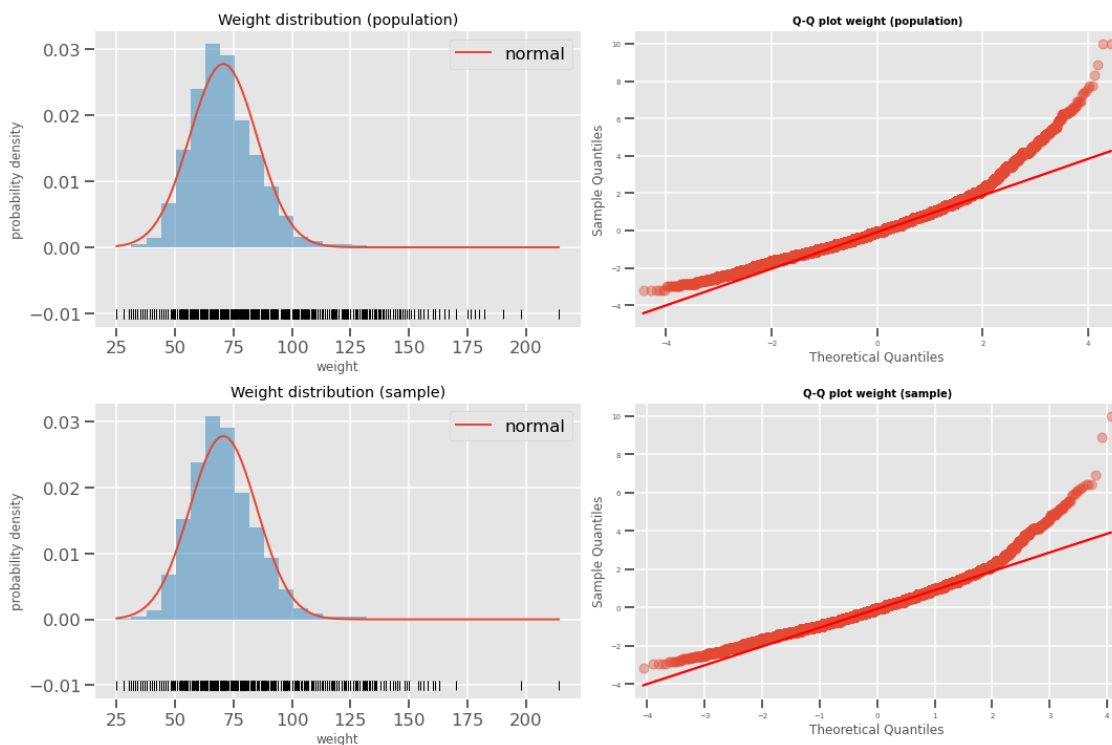 Weight distribution (population)
normal
0.03
0.02
0.01
0.00
−0.01
probability density
25 50 75 100 125 150 175 200
weight
Q-Q plot weight (population)
10
8
6
4
2
0
−2
−4
Sample Quantiles
−4 −2 0 2 4
Theoretical Quantiles
Weight distribution (sample)
normal
0.03
0.02
0.01
0.00
−0.01
probability density
25 50 75 100 125 150 175 200
weight
Q-Q plot weight (sample)
10
8
6
4
2
0
−2
−4
Sample Quantiles
−4 −3 −2 −1 0 1 2 3 4
Theoretical Quantiles